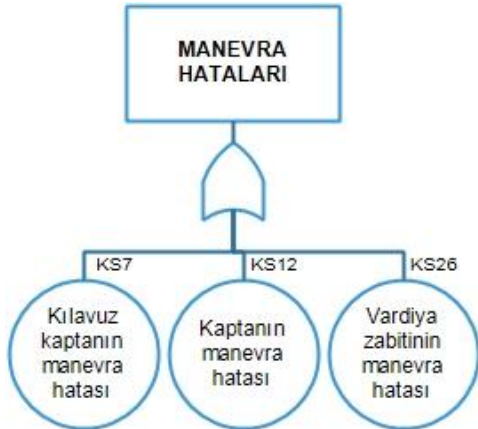 MANEVRA
HATALARI
KS7
KS12
KS26
Kılavuz
kaptanın
manevra
hatası
Kaptanın
manevra
hatası
Vardiya
zabitinin
manevra
hatası